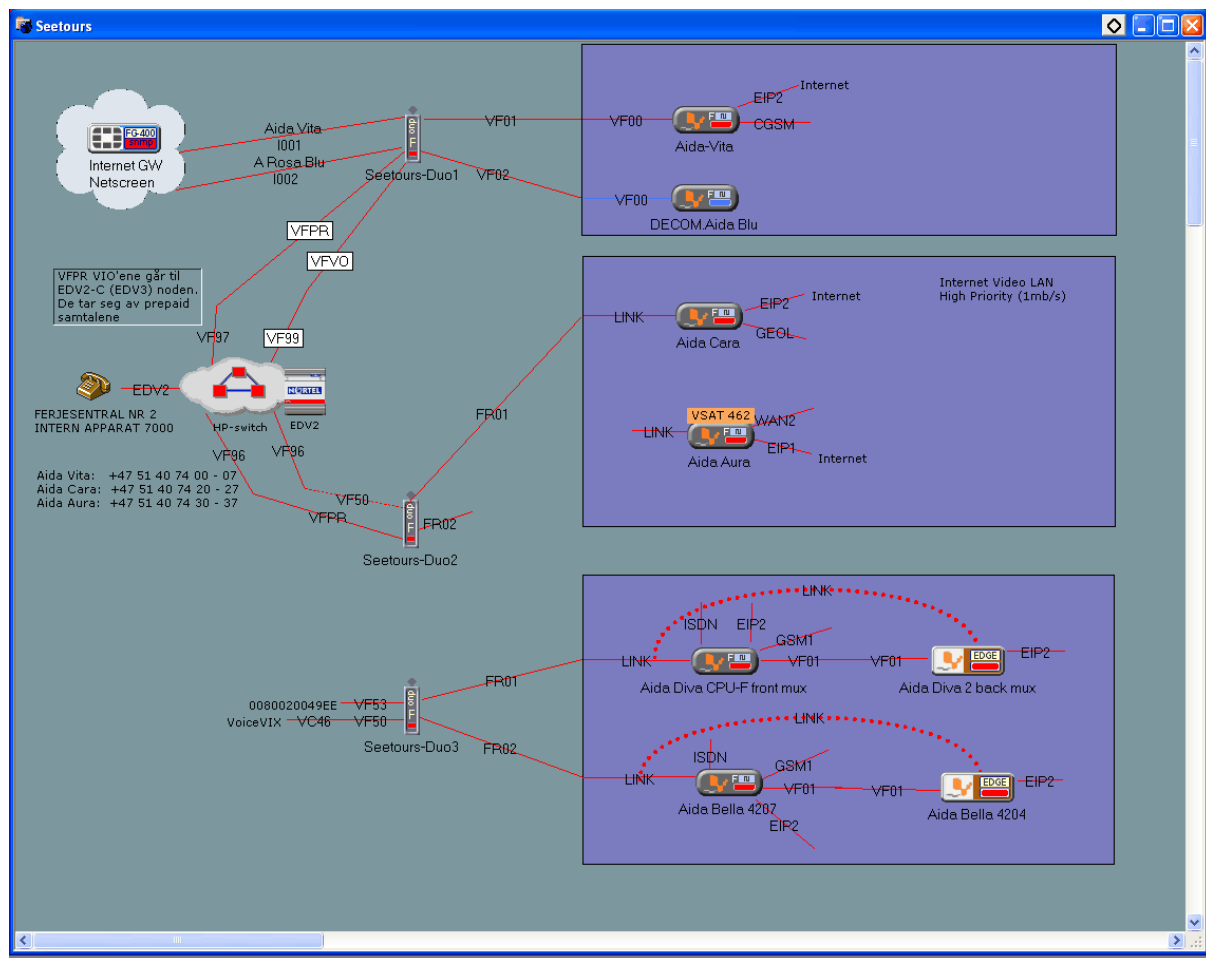 Seetours
Internet
EIP2
FG-400
snmp
Aida Vita
I001
VF01
VF00
CGSM
Aida-Vita
Internet GW
Netscreen
A Rosa Blu
I002
Seetours-Duo1
VF02
VF00
DECOM.Aida Blu
VFPR
VFVO
VFPR VIO'ene går til
EDV2-C (EDV3) noden.
De tar seg av prepaid
samtalene
Internet Video LAN
High Priority (1mb/s)
EIP2
Internet
LINK
GEOL
Aida Cara
VF97
VF99
EDV2
NORTEL
FERJESENTRAL NR 2
INTERN APPARAT 7000
HP-switch
EDV2
FR01
VSAT 462
WAN2
LINK
EIP1
Internet
Aida Aura
VF96
VF96
Aida Vita: +47 51 40 74 00 - 07
Aida Cara: +47 51 40 74 20 - 27
Aida Aura: +47 51 40 74 30 - 37
VF50
VFPR
FR02
Seetours-Duo2
LINK
ISDN
EIP2
GSM1
LINK
VF01
VF01
EDGE
EIP2
Aida Diva CPU-F front mux
Aida Diva 2 back mux
FR01
0080020049EE
VF53
VoiceVIX
VC46
VF50
Seetours-Duo3
FR02
LINK
ISDN
GSM1
LINK
VF01
VF01
EDGE
EIP2
Aida Bella 4207
Aida Bella 4204
EIP2